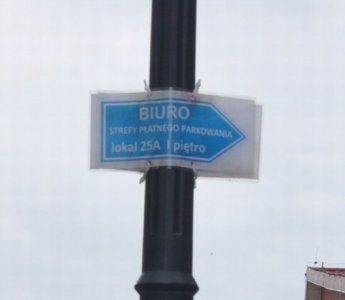 BIURO
STREFY PŁATNEGO PARKOWANIA
lokal 25A I piętro